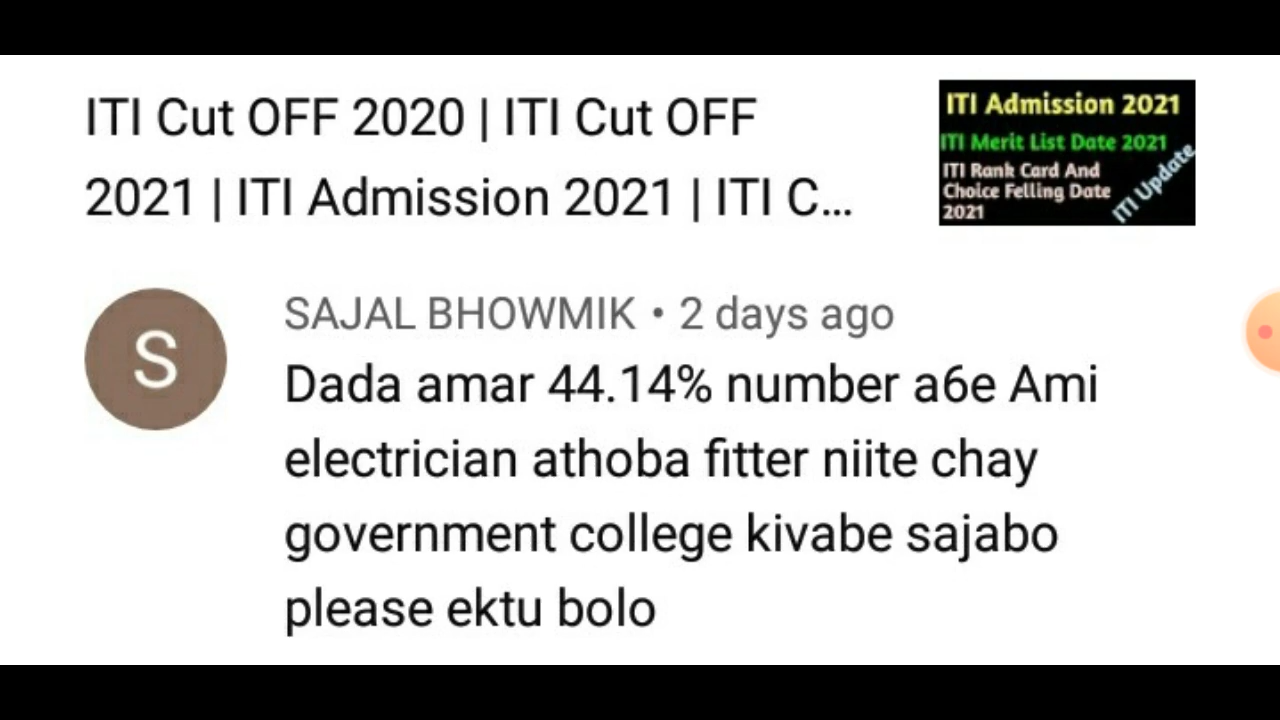 ITI Cut OFF 2020 | ITI Cut OFF
2021 | ITI Admission 2021 | ITI C...
ITI Admission 2021
ITI Merit List Date 2021
ITI Rank Card And
Choice Felling Date
2021
ITI Update
S
SAJAL BHOWMIK • 2 days ago
Dada amar 44.14% number a6e Ami
electrician athoba fitter niite chay
government college kivabe sajabo
please ektu bolo